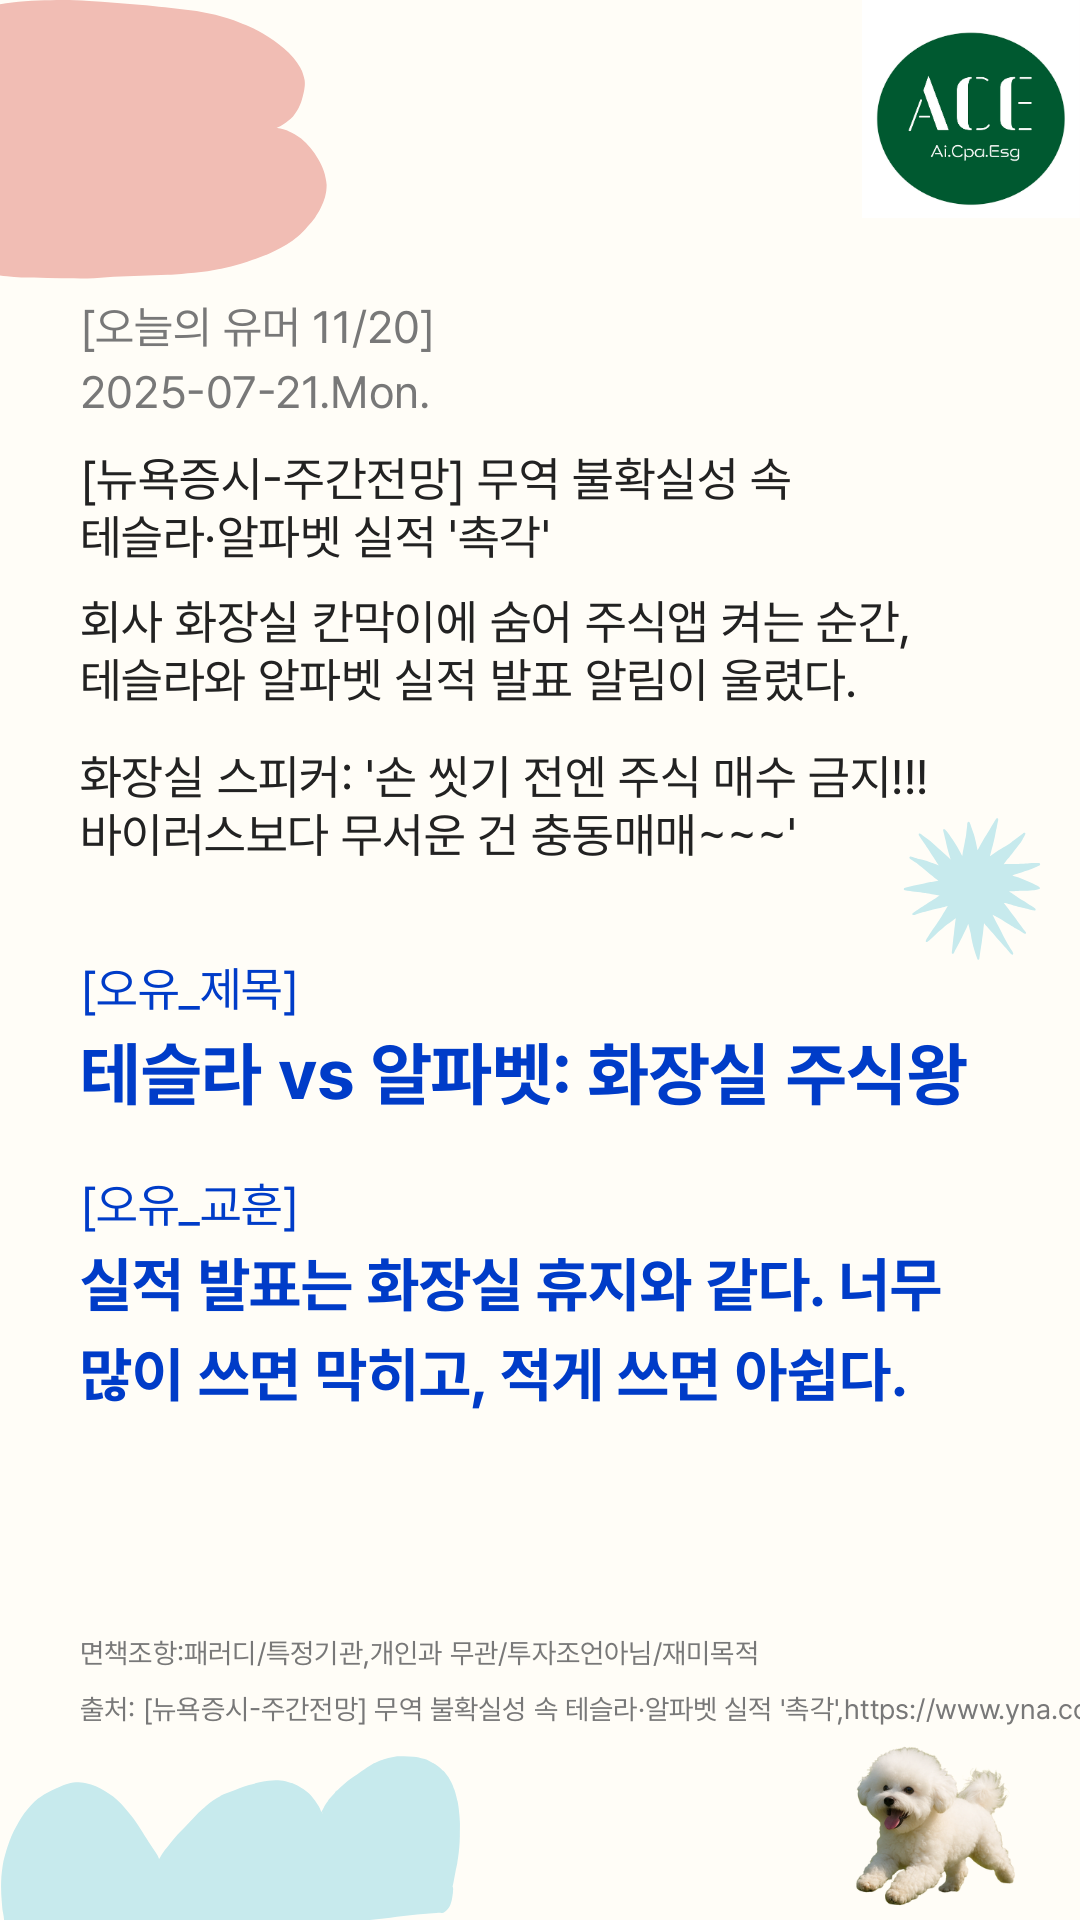 ACE
Ai.Cpa.Esg
[오늘의 유머 11/20]
2025-07-21.Mon.
[뉴욕증시-주간전망] 무역 불확실성 속
테슬라·알파벳 실적 '촉각'
회사 화장실 칸막이에 숨어 주식앱 켜는 순간,
테슬라와 알파벳 실적 발표 알림이 울렸다.
화장실 스피커: '손 씻기 전엔 주식 매수 금지!!!
바이러스보다 무서운 건 충동매매~~~'
[오유_제목]
테슬라 vs 알파벳: 화장실 주식왕
[오유_교훈]
실적 발표는 화장실 휴지와 같다. 너무
많이 쓰면 막히고, 적게 쓰면 아쉽다.
면책조항:패러디/특정기관,개인과 무관/투자조언아님/재미목적
출처: [뉴욕증시-주간전망] 무역 불확실성 속 테슬라·알파벳 실적 '촉각',https://www.yna.co